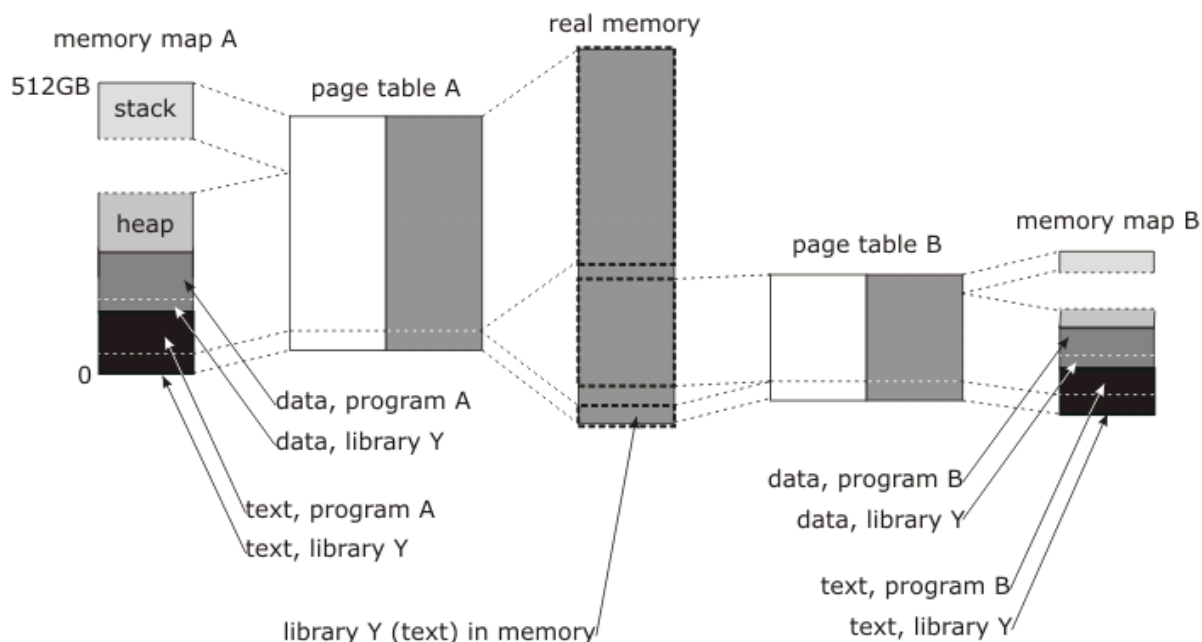 real memory
memory map A
512GB
page table A
stack
heap
memory map B
page table B
0
data, program A
data, library Y
data, program B
text, program A
data, library Y
text, library Y
text, program B
library Y (text) in memory
text, library Y